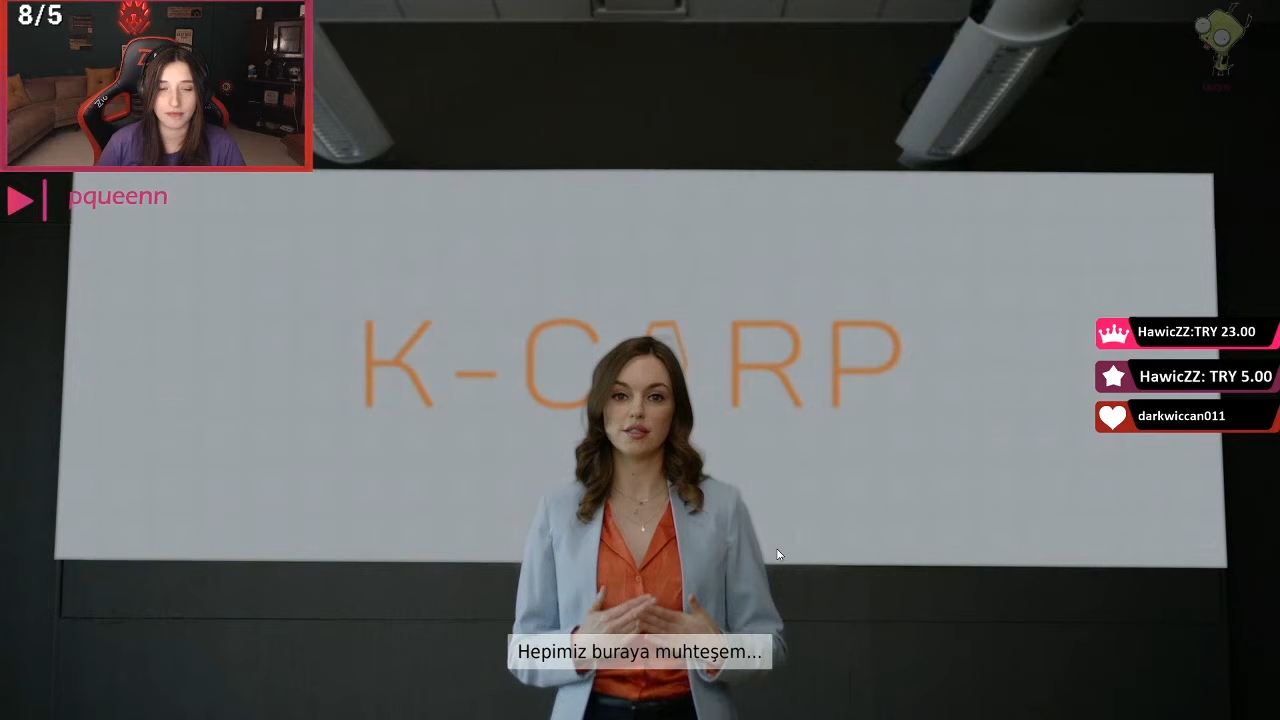 8/5
pqueenn
K-CARP
HawicZZ:TRY 23.00
HawicZZ: TRY 5.00
darkwiccan011
Hepimiz buraya muhteşem...